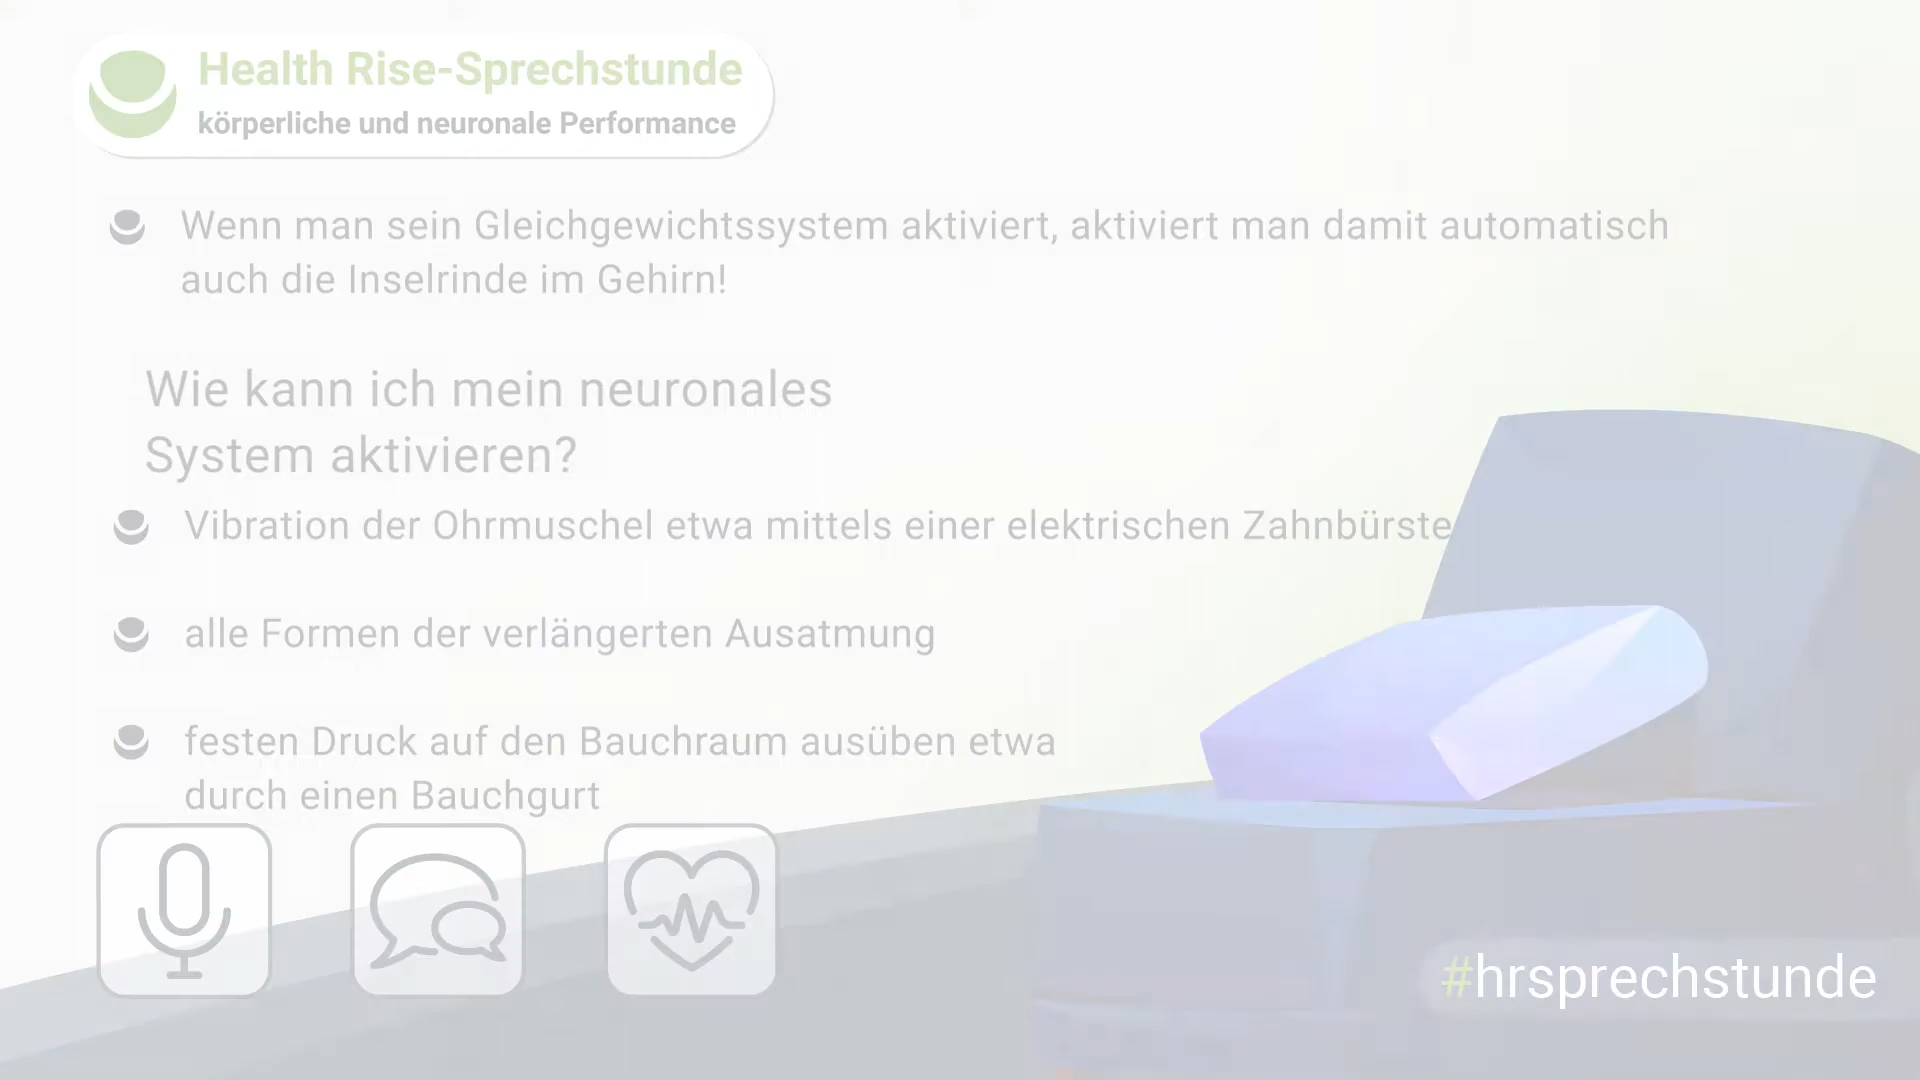 Health Rise-Sprechstunde
körperliche und neuronale Performance
Wenn man sein Gleichgewichtssystem aktiviert, aktiviert man damit automatisch
auch die Inselrinde im Gehirn!
Wie kann ich mein neuronales
System aktivieren?
Vibration der Ohrmuschel etwa mittels einer elektrischen Zahnbürste
alle Formen der verlängerten Ausatmung
festen Druck auf den Bauchraum ausüben etwa
durch einen Bauchgurt
#hrsprechstunde